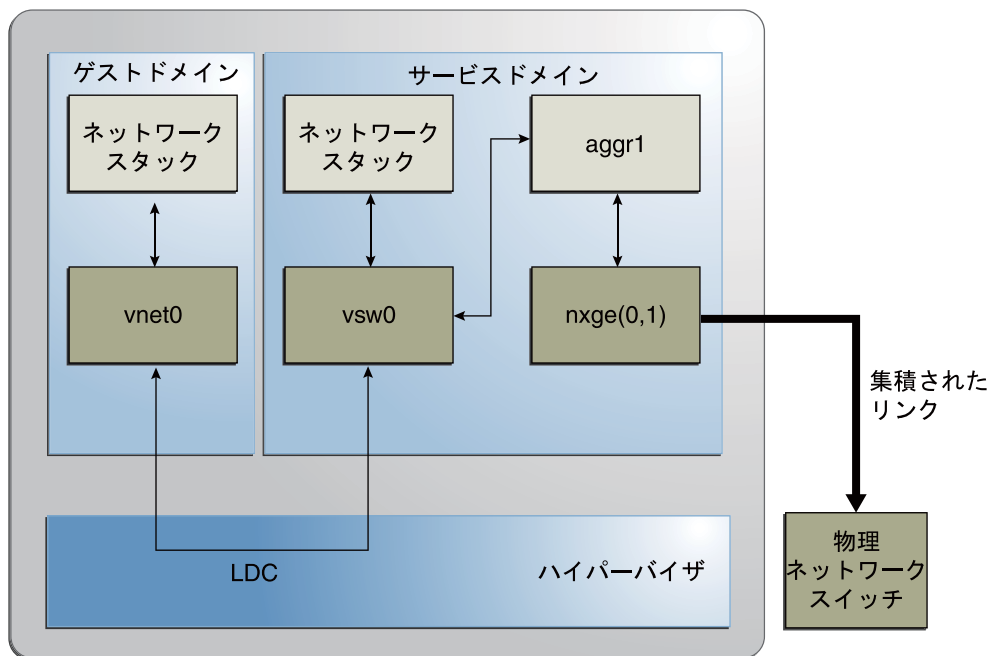 ゲストドメイン
サービスドメイン
ネットワーク
スタック
ネットワーク
スタック
aggr1
vnet0
vsw0
nxge(0,1)
集積された
リンク
LDC
ハイパーバイザ
物理
ネットワーク
スイッチ